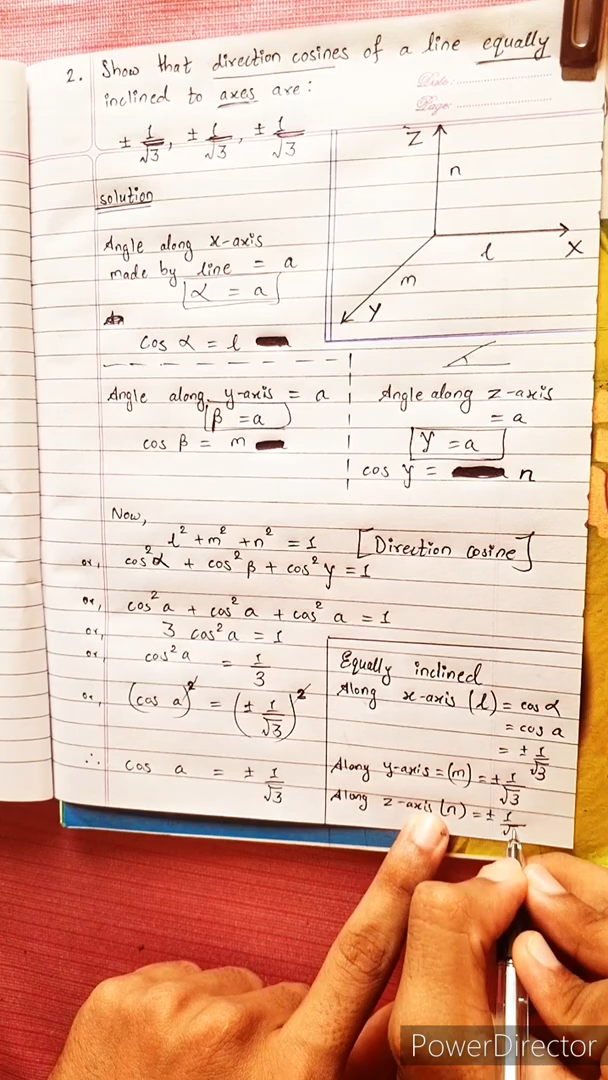 2. Show that direction cosines of a line equally
inclined to axes are:
Date:
Page:
± 1/√3, ± 1/√3, ± 1/√3
solution
Z
n
l
X
m
Y
Angle along x-axis
made by line = a
α = a
cos α = l
Angle along y-axis = a
β = a
cos β = m
Angle along z-axis
= a
γ = a
cos γ = n
Now,
l² + m² + n² = 1 [Direction cosine]
or, cos²α + cos²β + cos²γ = 1
or, cos²a + cos²a + cos²a = 1
or, 3 cos²a = 1
or, cos²a = 1/3
or, (cos a)² = (± 1/√3)²
∴ cos a = ± 1/√3
Equally inclined
Along x-axis (l) = cos α
= cos a
= ± 1/√3
Along y-axis = (m) = ± 1/√3
Along z-axis (n) = ± 1/√
PowerDirector